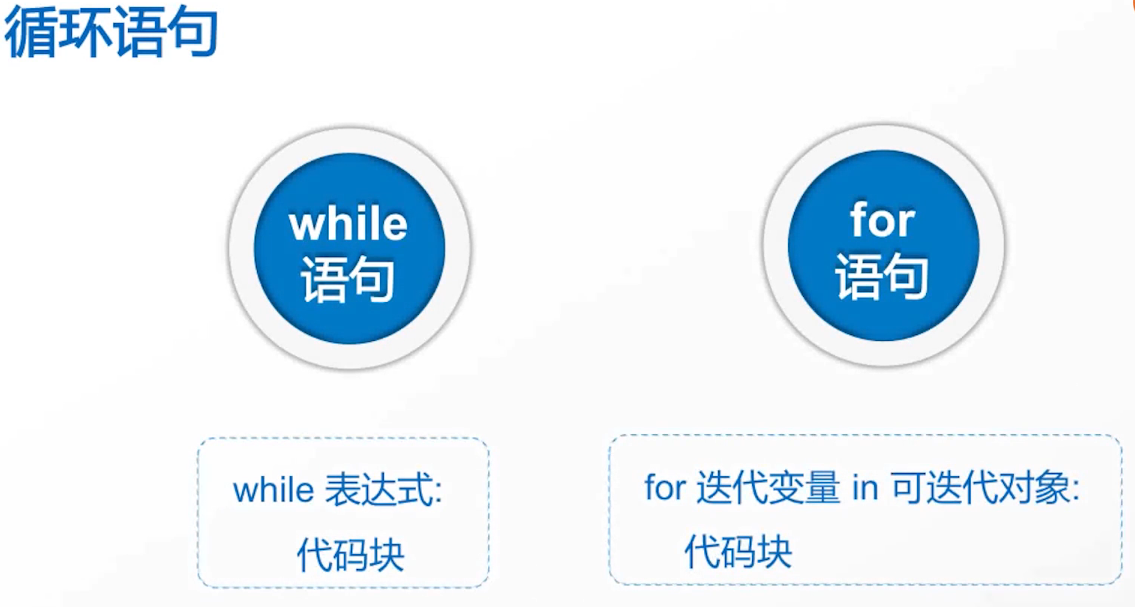 循环语句
while
语句
for
语句
while 表达式:
代码块
for 迭代变量 in 可迭代对象:
代码块